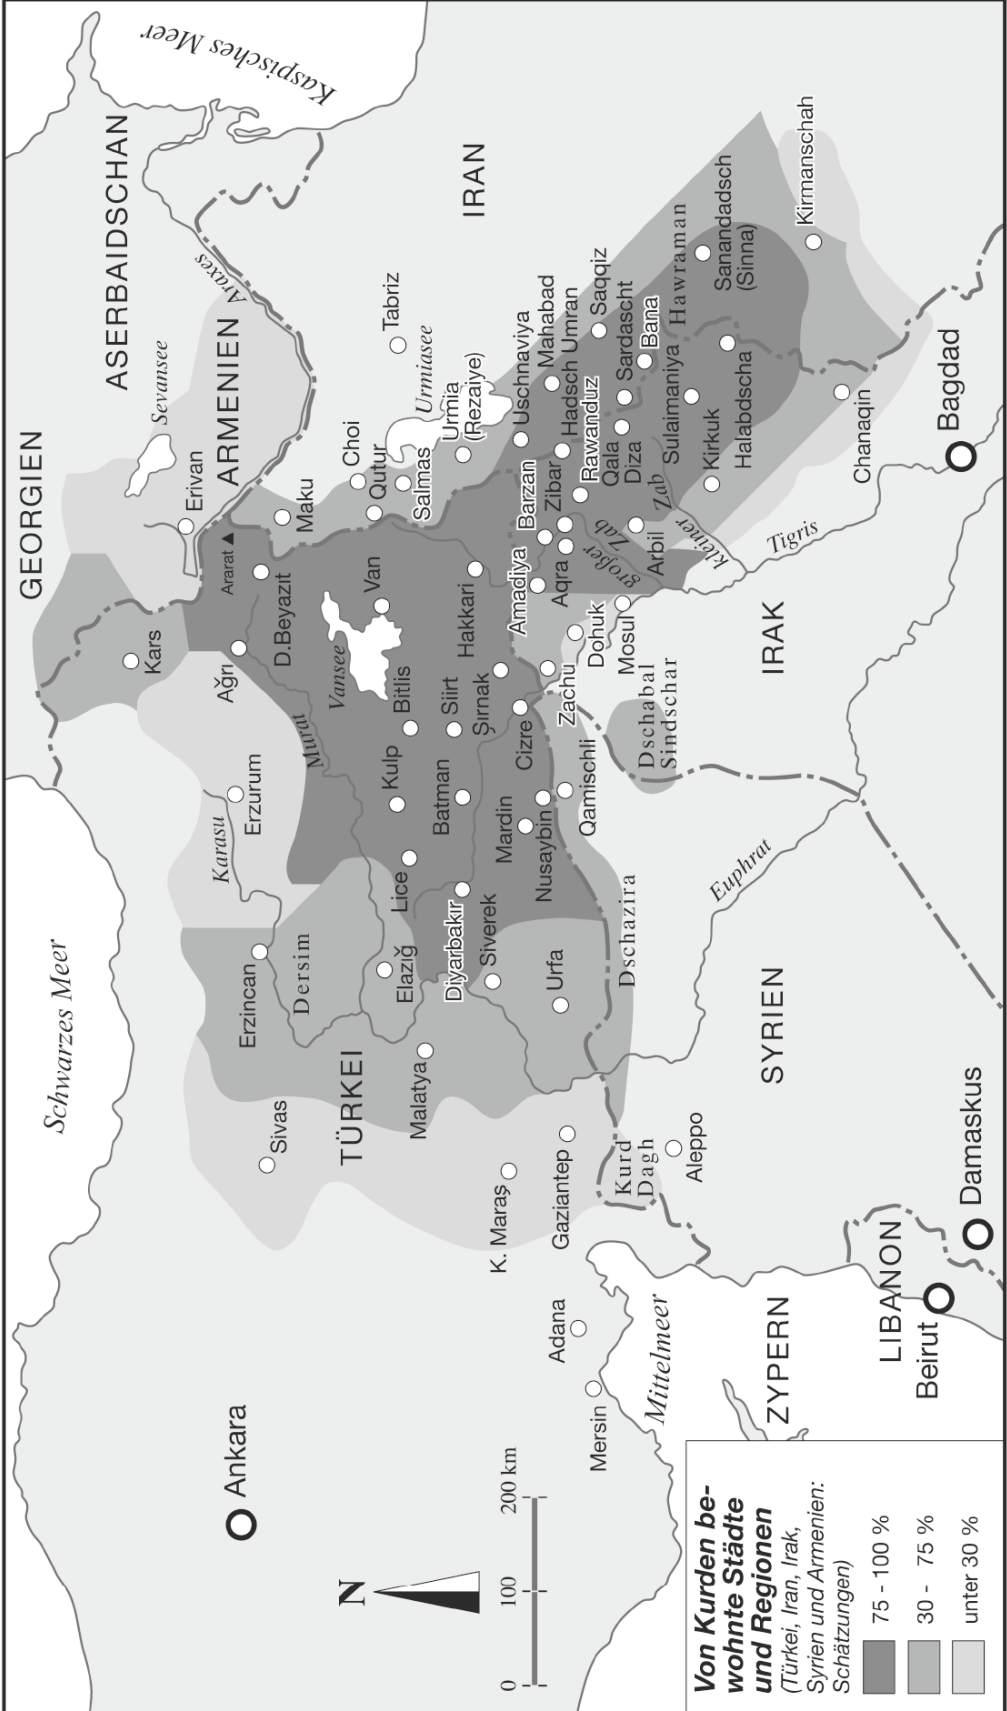 Schwarzes Meer
Kaspisches Meer
GEORGIEN
ASERBAIDSCHAN
Sevansee
ARMENIEN
Erivan
Araxes
Ararat
Kars
Ağrı
D.Beyazıt
Maku
Choi
Qutur
Salmas
Tabriz
Urmiasee
Urmia
(Rezaiye)
IRAN
Ankara
Sivas
TÜRKEI
Erzincan
Dersim
Karasu
Erzurum
Murat
Vansee
Van
Bitlis
Kulp
Lice
Elazığ
Malatya
Diyarbakır
Siverek
Batman
Siirt
Şırnak
Hakkari
K. Maraş
Gaziantep
Urfa
Mardin
Nusaybin
Cizre
Qamischli
Zachu
Dohuk
Mosul
Amadiya
Aqra
Barzan
Zibar
Rawanduz
Hadsch Umran
Uschnaviya
Mahabad
Saqqiz
Sardascht
Bana
Qala
Diza
Sulaimaniya
Hawraman
Sanandadsch
(Sinna)
Kirmanschah
Halabdscha
Kirkuk
Arbil
großer
Zab
kleiner
Zab
Chanaqin
Tigris
Bagdad
IRAK
Dschabal
Sindschar
Dschazira
Euphrat
SYRIEN
Kurd
Dagh
Aleppo
Adana
Mersin
Mittelmeer
ZYPERN
LIBANON
Beirut
Damaskus
N
0 100 200 km
Von Kurden be-
wohnte Städte
und Regionen
(Türkei, Iran, Irak,
Syrien und Armenien:
Schätzungen)
75 - 100 %
30 - 75 %
unter 30 %